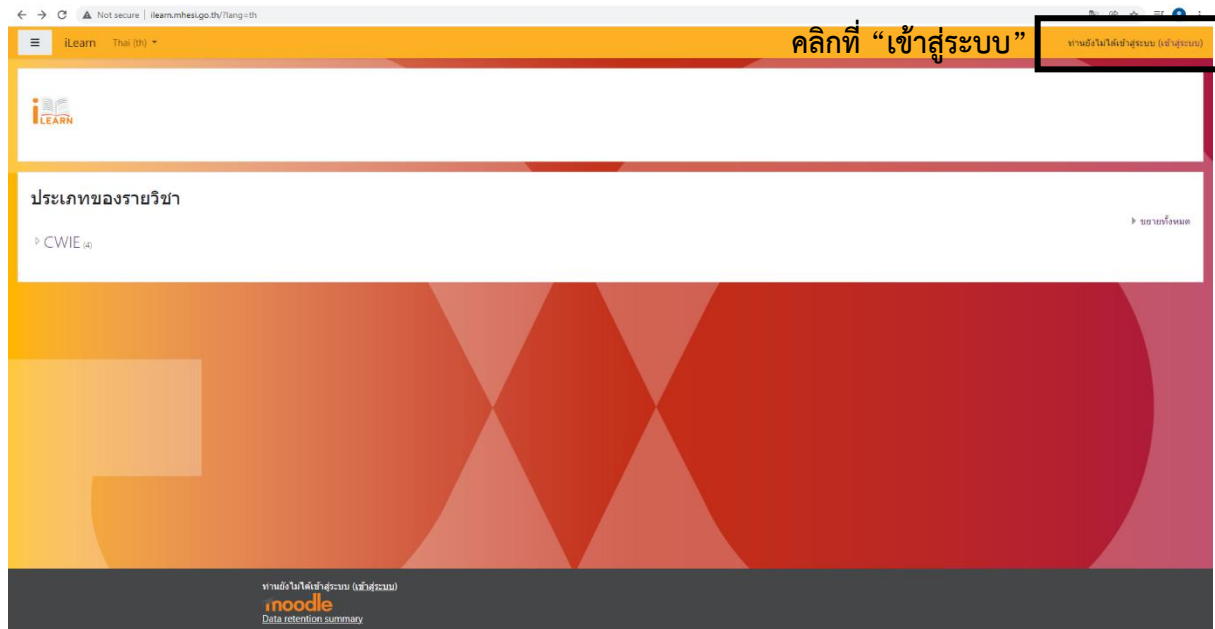 Not secure | ilearn.mhesi.go.th/?lang=th
iLearn Thai (th)
คลิกที่ “เข้าสู่ระบบ”
ท่านยังไม่ได้เข้าสู่ระบบ (เข้าสู่ระบบ)
i LEARN
ประเภทของรายวิชา
ขยายทั้งหมด
CWIE (4)
ท่านยังไม่ได้เข้าสู่ระบบ (เข้าสู่ระบบ)
moodle
Data retention summary